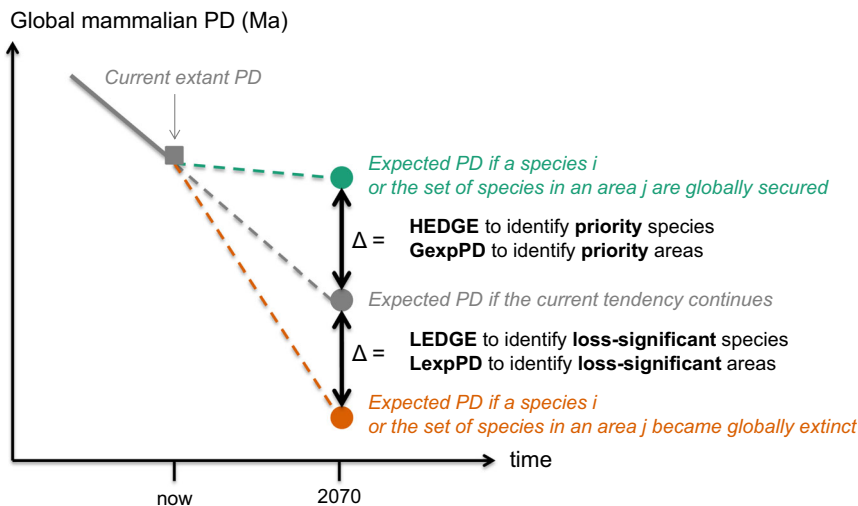 Global mammalian PD (Ma)
Current extant PD
Expected PD if a species i
or the set of species in an area j are globally secured
Δ =
HEDGE to identify priority species
GexpPD to identify priority areas
Expected PD if the current tendency continues
Δ =
LEDGE to identify loss-significant species
LexpPD to identify loss-significant areas
Expected PD if a species i
or the set of species in an area j became globally extinct
time
now
2070